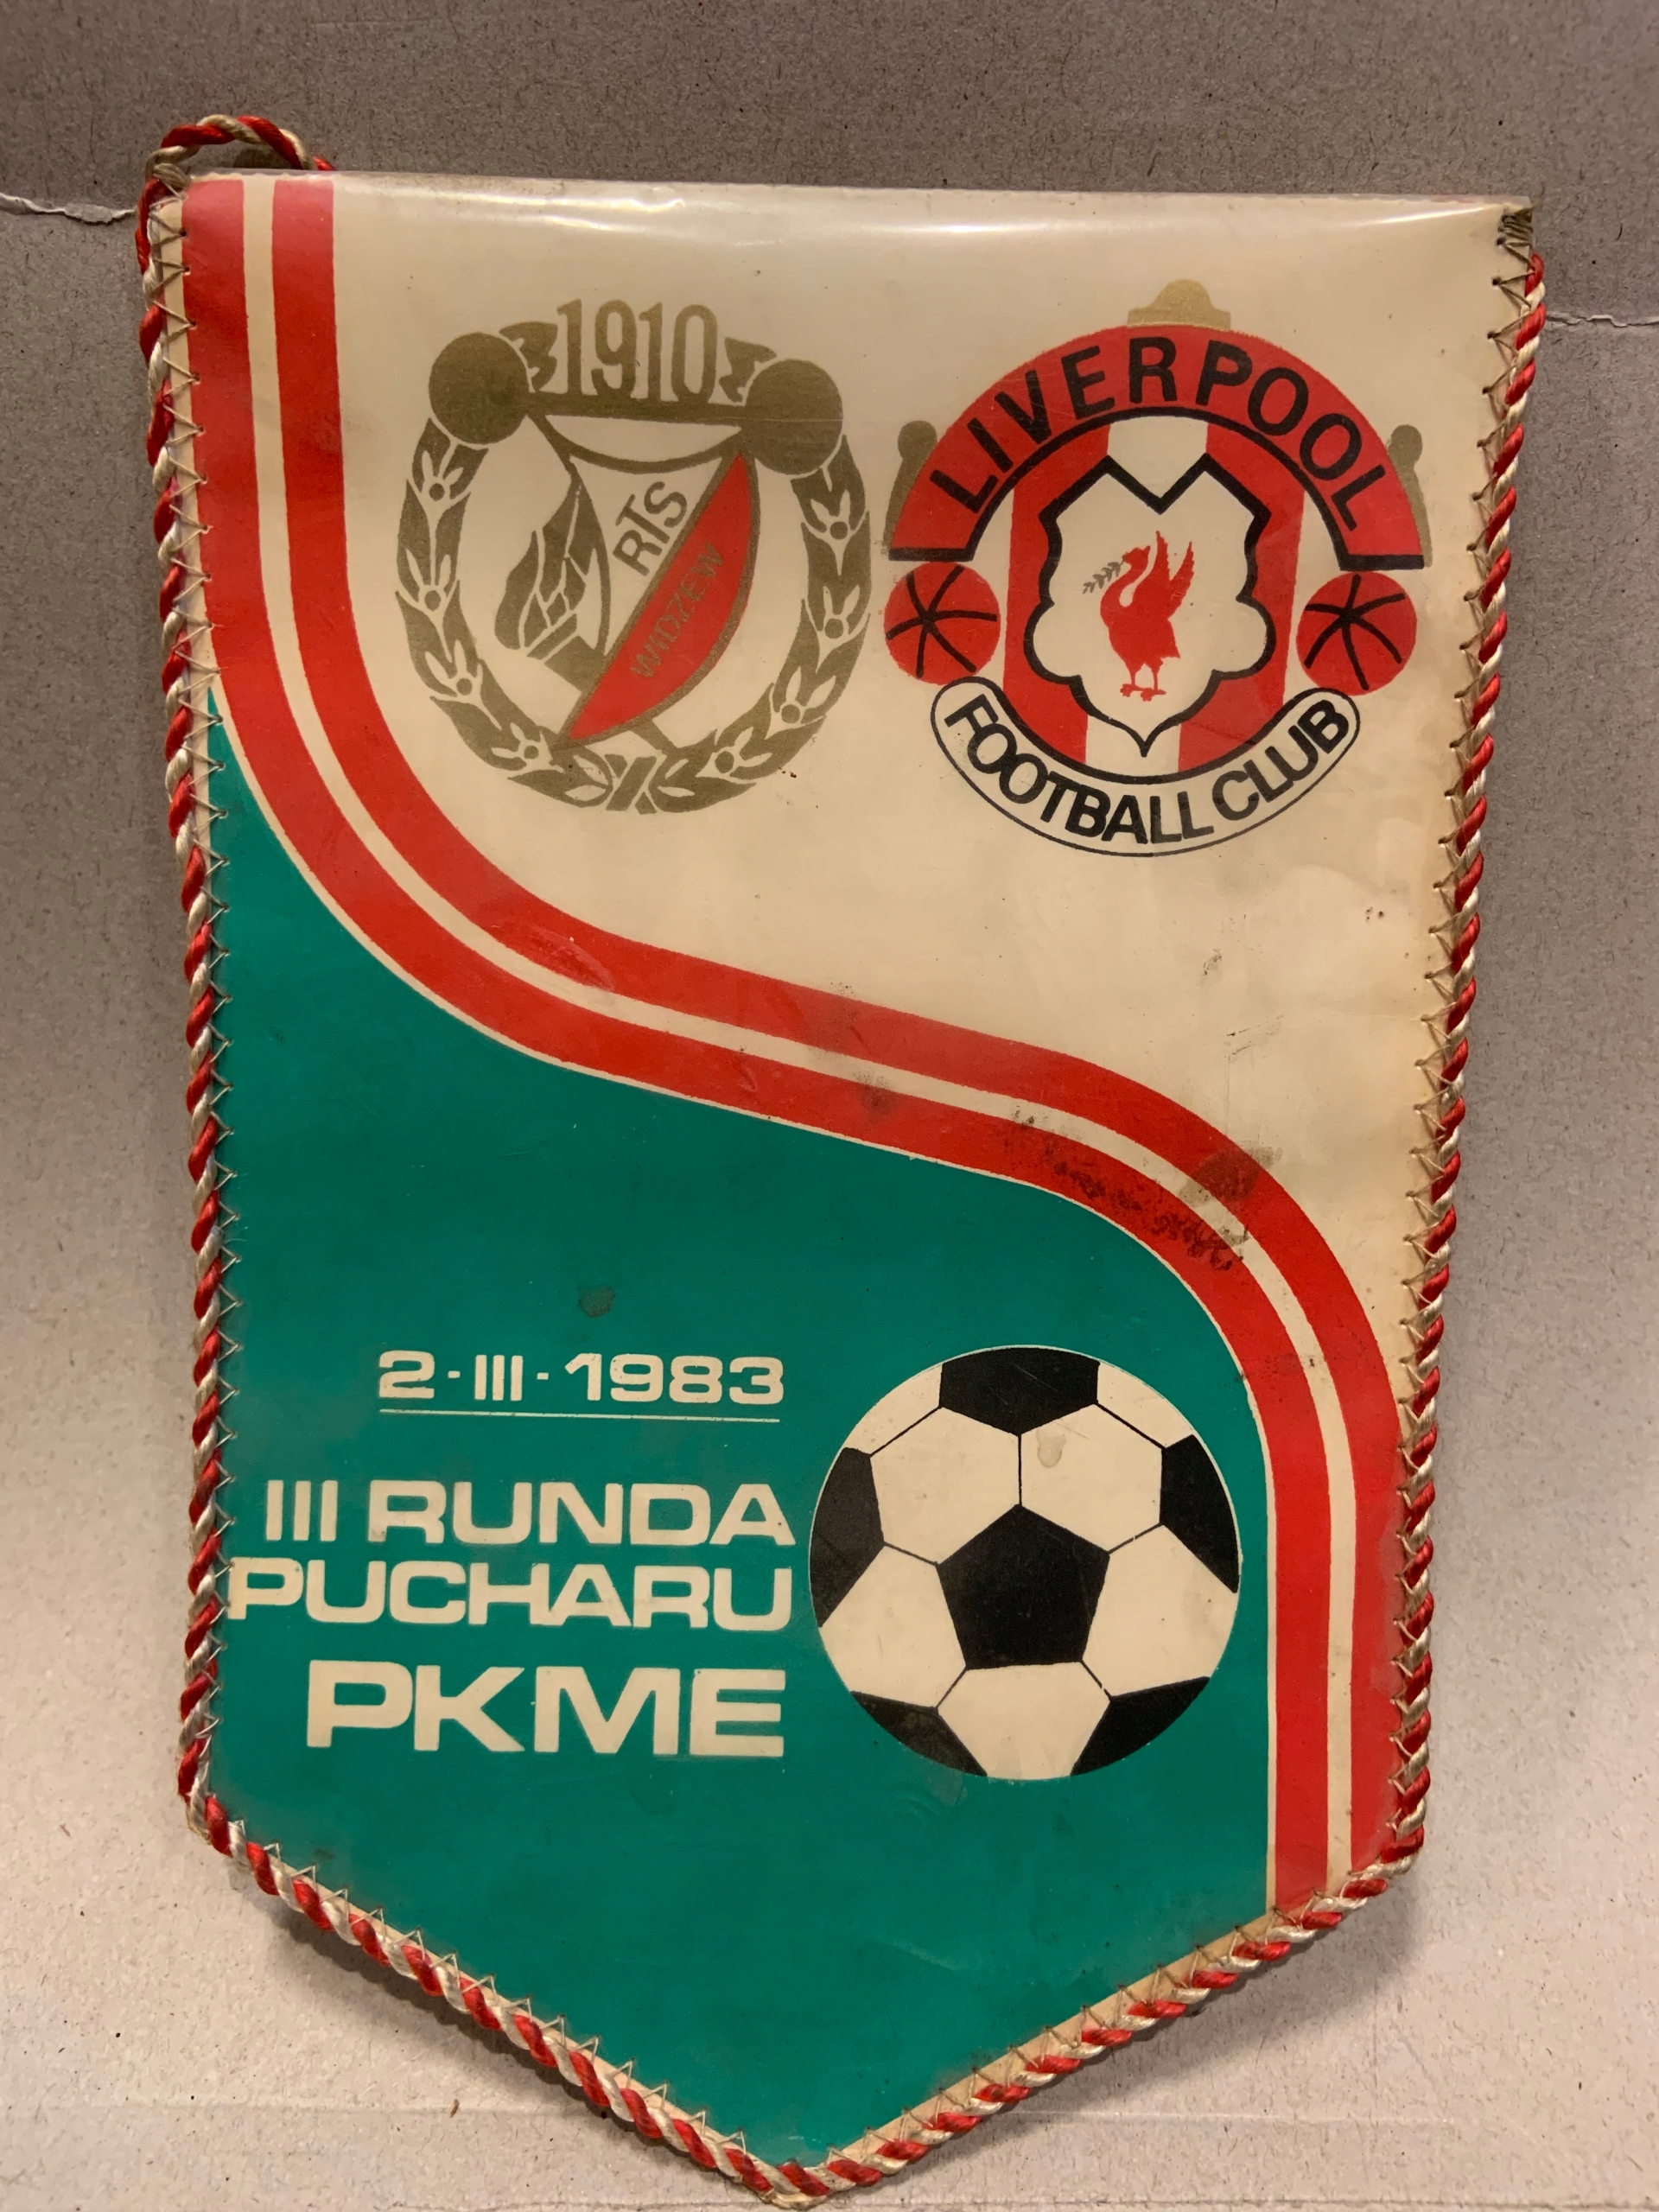 1910
RTS
WIDZEW
LIVERPOOL
FOOTBALL CLUB
2-III-1983
III RUNDA
PUCHARU
PKME